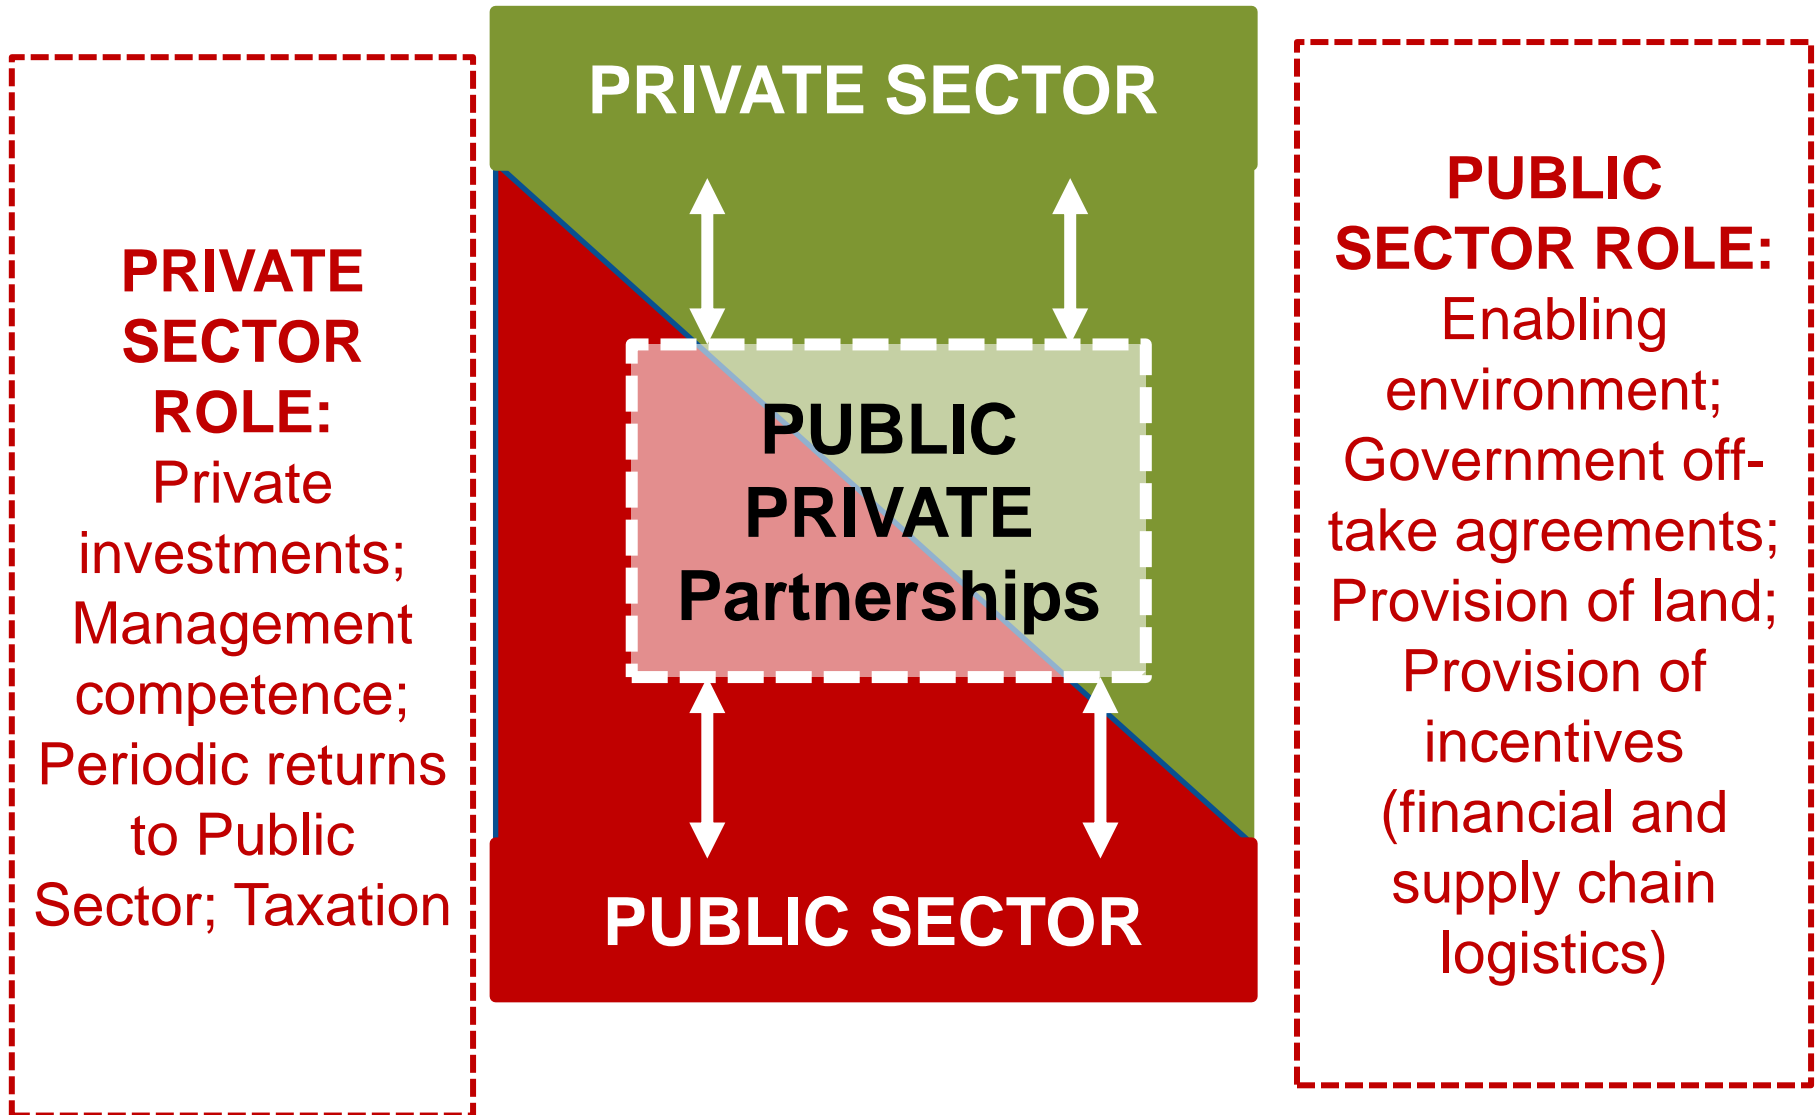 PRIVATE
SECTOR
ROLE:
Private
investments;
Management
competence;
Periodic returns
to Public
Sector; Taxation
PRIVATE SECTOR
PUBLIC
PRIVATE
Partnerships
PUBLIC SECTOR
PUBLIC
SECTOR ROLE:
Enabling
environment;
Government off-
take agreements;
Provision of land;
Provision of
incentives
(financial and
supply chain
logistics)